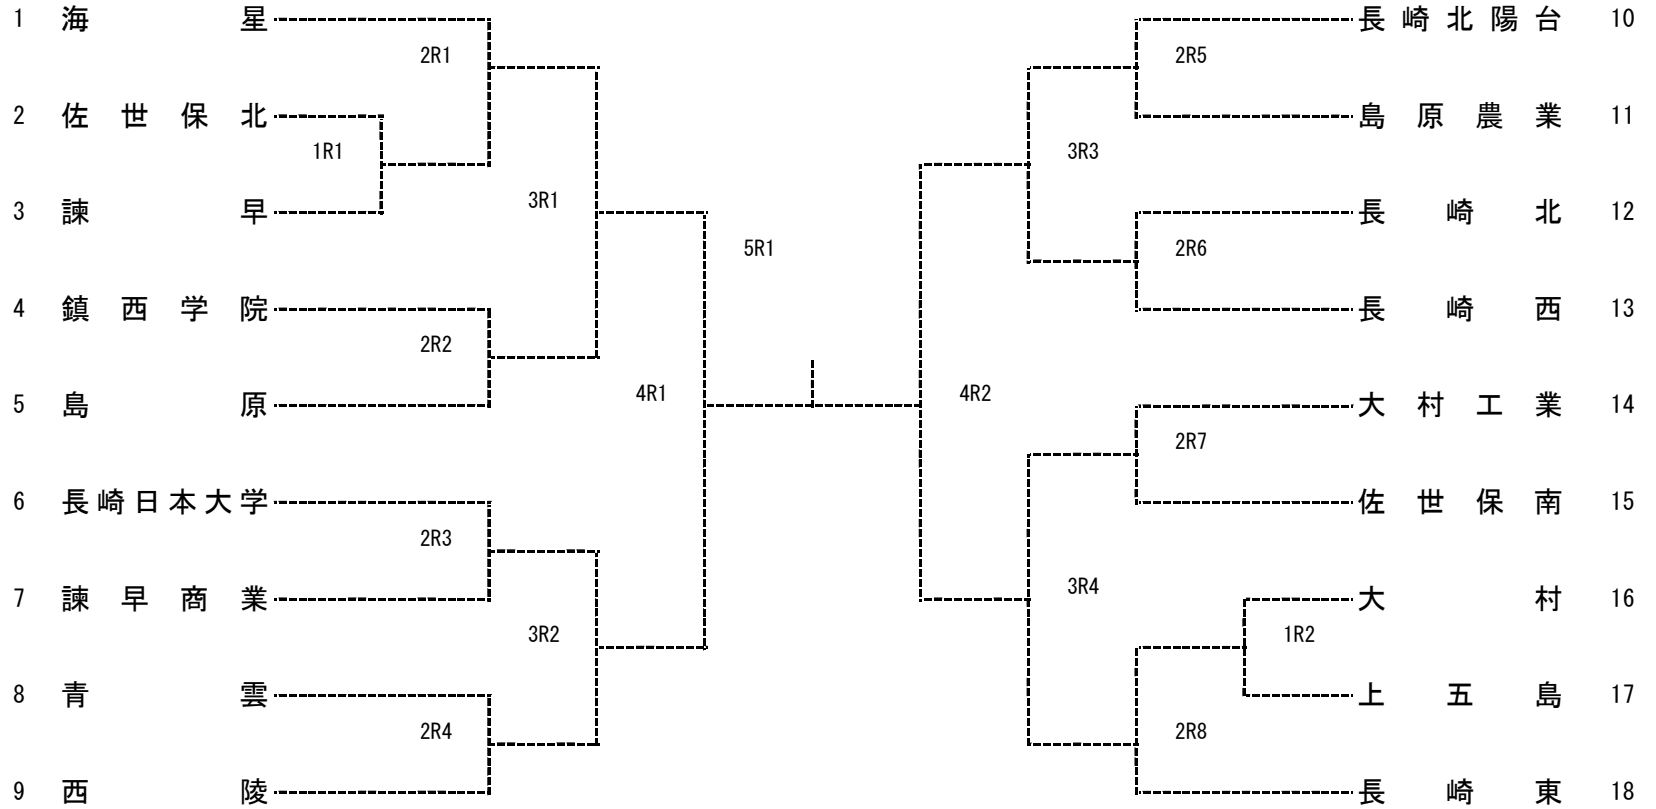 1 海星 長崎北陽台 10
2R1 2R5
2 佐世保北 島原農業 11
1R1 3R3
3 諫早 長崎北 12
3R1
5R1 2R6
4 鎮西学院 長崎西 13
2R2
4R1 4R2
5 島原 大村工業 14
2R7
6 長崎日本大学 佐世保南 15
2R3
3R4
7 諫早商業 大村 16
3R2 1R2
8 青雲 上五島 17
2R4 2R8
9 西陵 長崎東 18